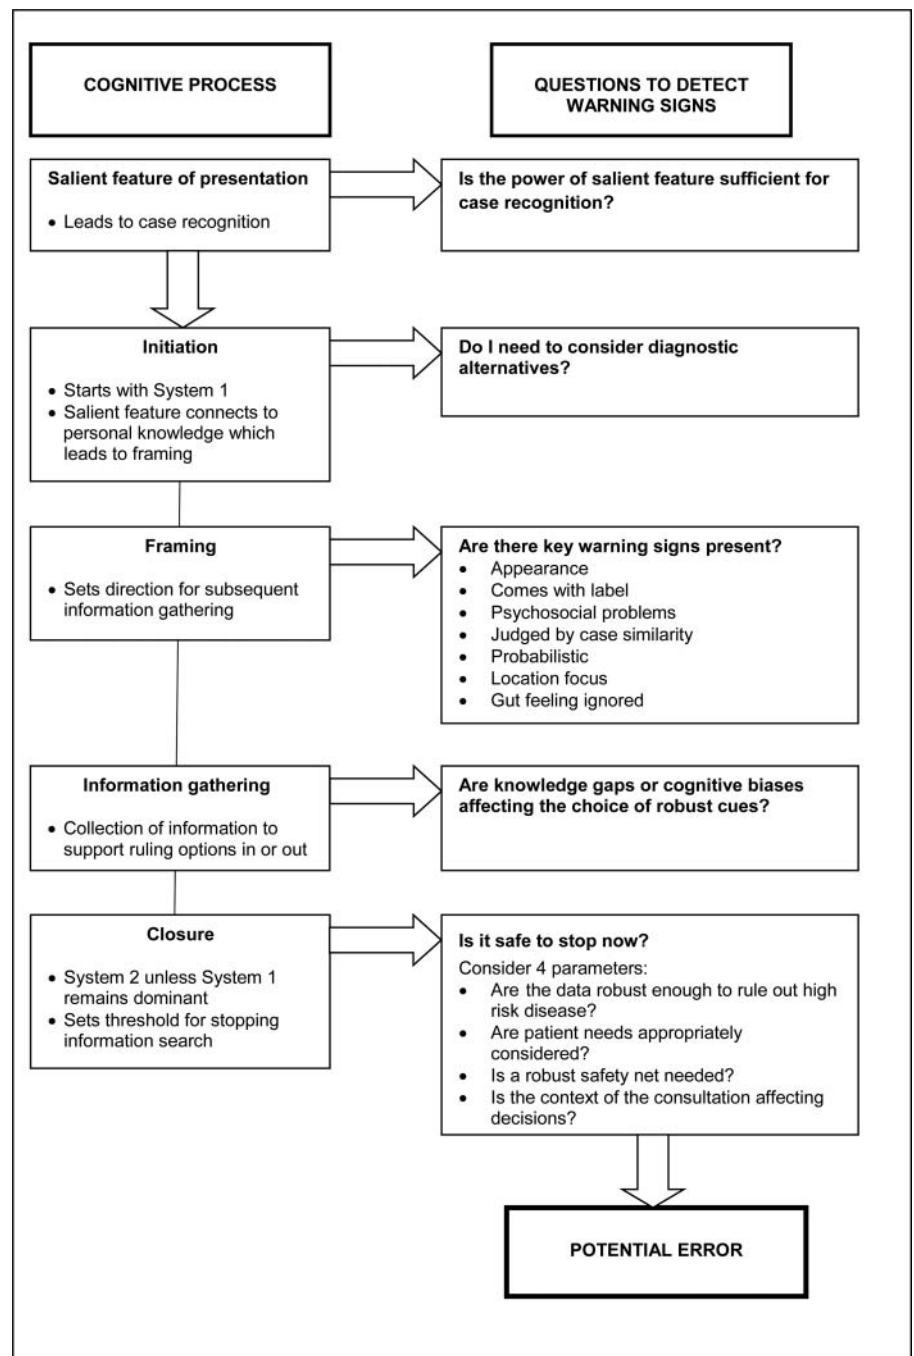 COGNITIVE PROCESS
QUESTIONS TO DETECT
WARNING SIGNS
Salient feature of presentation
• Leads to case recognition
Is the power of salient feature sufficient for
case recognition?
Initiation
• Starts with System 1
• Salient feature connects to
personal knowledge which
leads to framing
Do I need to consider diagnostic
alternatives?
Framing
• Sets direction for subsequent
information gathering
Are there key warning signs present?
• Appearance
• Comes with label
• Psychosocial problems
• Judged by case similarity
• Probabilistic
• Location focus
• Gut feeling ignored
Information gathering
• Collection of information to
support ruling options in or out
Are knowledge gaps or cognitive biases
affecting the choice of robust cues?
Closure
• System 2 unless System 1
remains dominant
• Sets threshold for stopping
information search
Is it safe to stop now?
Consider 4 parameters:
• Are the data robust enough to rule out high
risk disease?
• Are patient needs appropriately
considered?
• Is a robust safety net needed?
• Is the context of the consultation affecting
decisions?
POTENTIAL ERROR